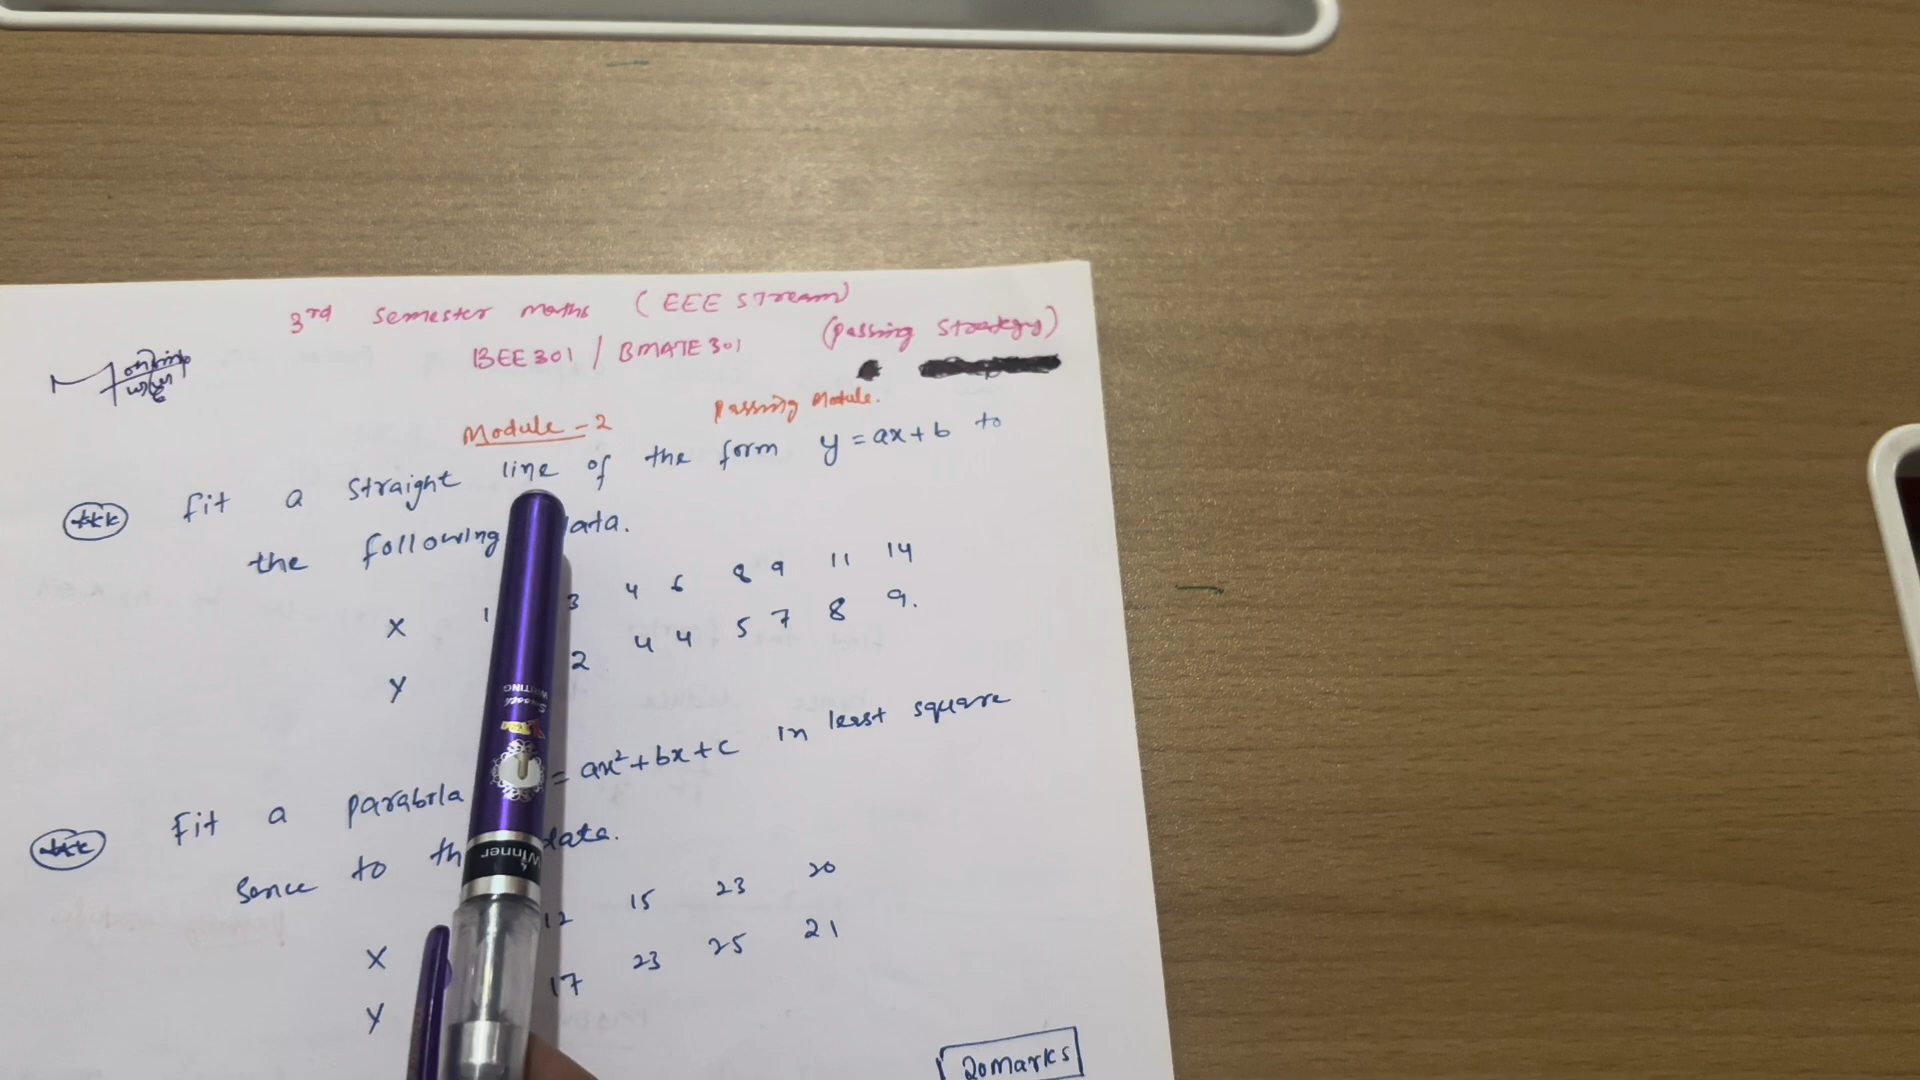 3rd semester maths (EEE Stream)
BEE301 / BMATE301 (passing strategy)
Module-2 passing Module.
Fit a straight line of the form y=ax+b to
the following data.
X 1 3 4 6 8 9 11 14
Y 2 4 4 5 7 8 9.
Fit a parabola =ax²+bx+c in least square
sence to data.
X 12 15 23 20
Y 17 23 25 21
20marks
WRITING
Winner